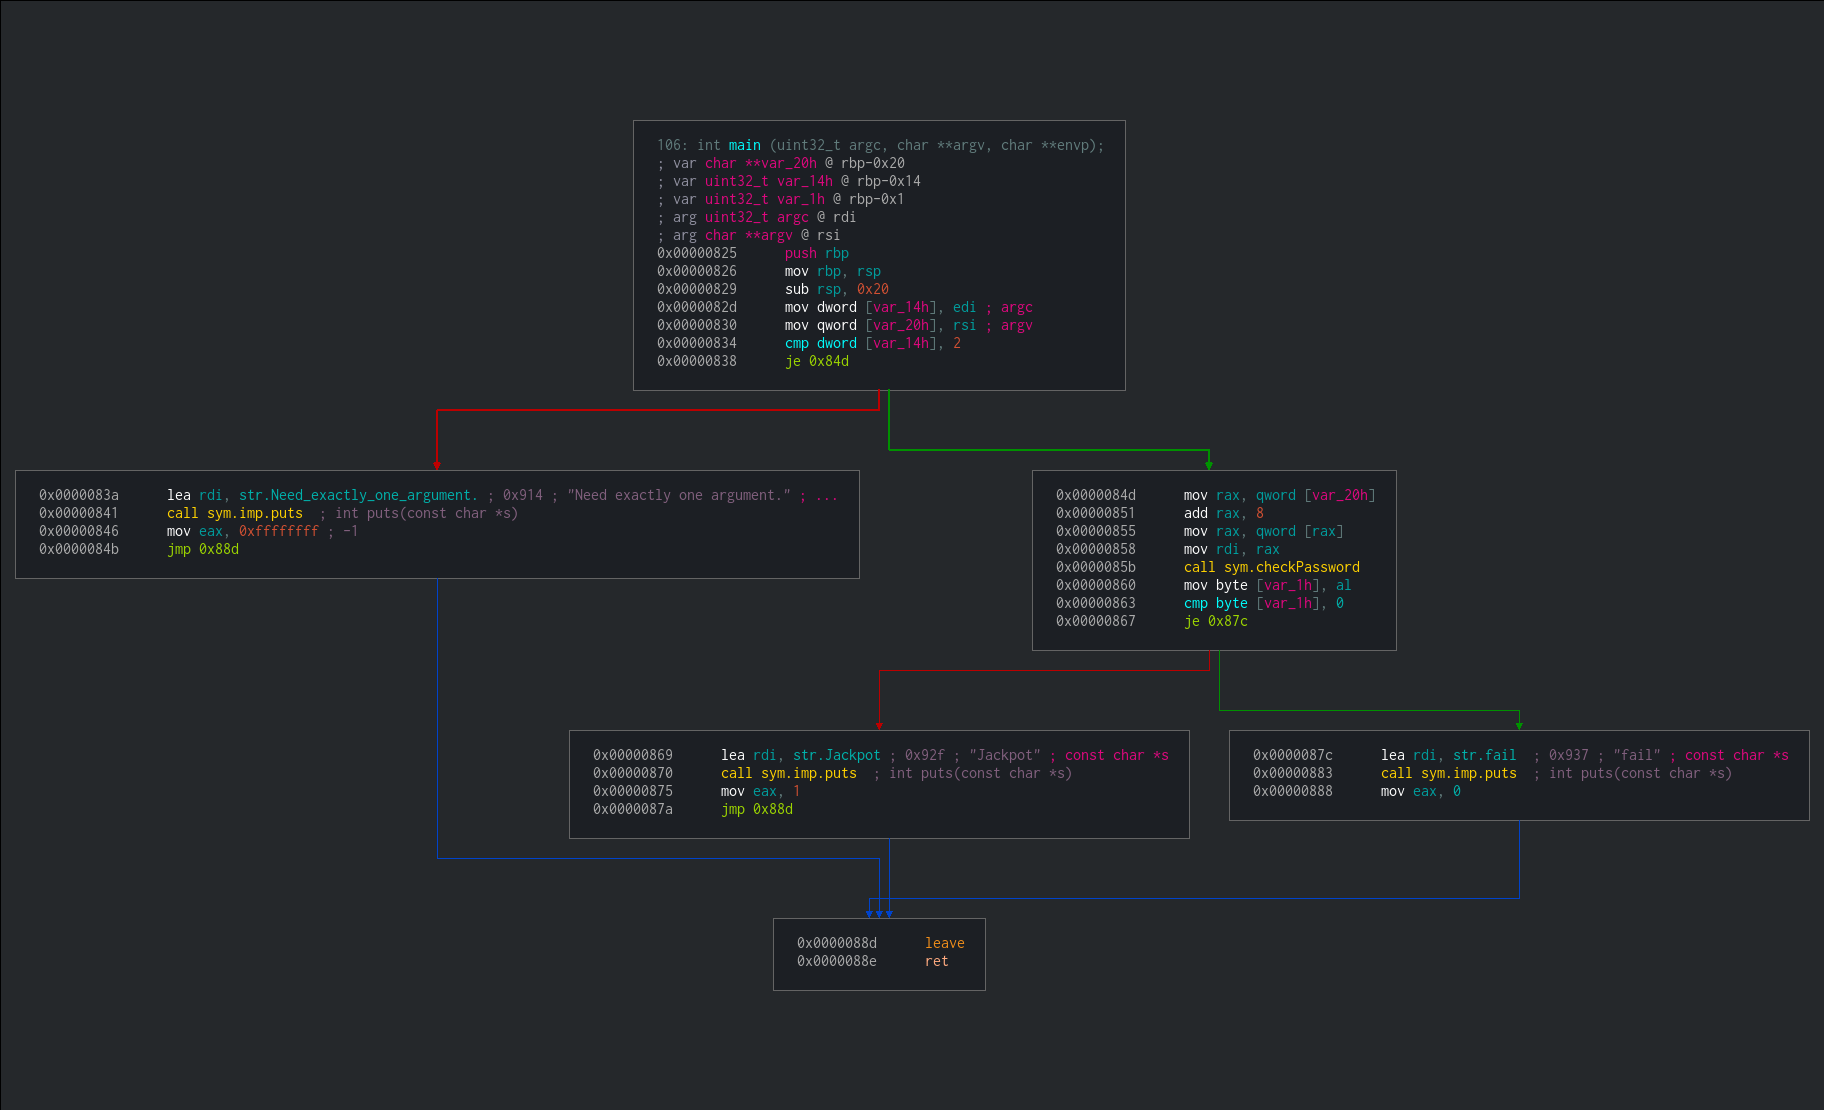 106: int main (uint32_t argc, char **argv, char **envp);
; var char **var_20h @ rbp-0x20
; var uint32_t var_14h @ rbp-0x14
; var uint32_t var_1h @ rbp-0x1
; arg uint32_t argc @ rdi
; arg char **argv @ rsi
0x00000825      push rbp
0x00000826      mov rbp, rsp
0x00000829      sub rsp, 0x20
0x0000082d      mov dword [var_14h], edi ; argc
0x00000830      mov qword [var_20h], rsi ; argv
0x00000834      cmp dword [var_14h], 2
0x00000838      je 0x84d
0x0000083a      lea rdi, str.Need_exactly_one_argument. ; 0x914 ; "Need exactly one argument." ; ...
0x00000841      call sym.imp.puts  ; int puts(const char *s)
0x00000846      mov eax, 0xffffffff ; -1
0x0000084b      jmp 0x88d
0x0000084d      mov rax, qword [var_20h]
0x00000851      add rax, 8
0x00000855      mov rax, qword [rax]
0x00000858      mov rdi, rax
0x0000085b      call sym.checkPassword
0x00000860      mov byte [var_1h], al
0x00000863      cmp byte [var_1h], 0
0x00000867      je 0x87c
0x00000869      lea rdi, str.Jackpot ; 0x92f ; "Jackpot" ; const char *s
0x00000870      call sym.imp.puts  ; int puts(const char *s)
0x00000875      mov eax, 1
0x0000087a      jmp 0x88d
0x0000087c      lea rdi, str.fail  ; 0x937 ; "fail" ; const char *s
0x00000883      call sym.imp.puts  ; int puts(const char *s)
0x00000888      mov eax, 0
0x0000088d      leave
0x0000088e      ret